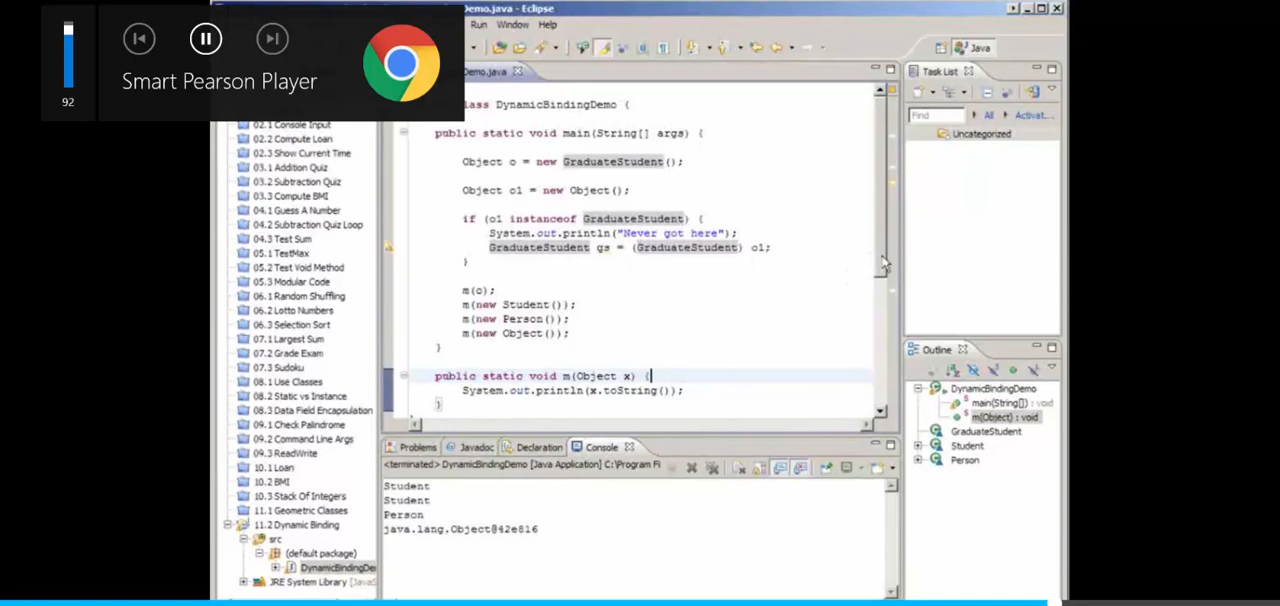 Demo.java - Eclipse
Run Window Help
92
Smart Pearson Player
Java
Demo.java
Task List
Find
All
Activat...
Uncategorized
02.1 Console Input
02.2 Compute Loan
02.3 Show Current Time
03.1 Addition Quiz
03.2 Subtraction Quiz
03.3 Compute BMI
04.1 Guess A Number
04.2 Subtraction Quiz Loop
04.3 Test Sum
05.1 TestMax
05.2 Test Void Method
05.3 Modular Code
06.1 Random Shuffling
06.2 Lotto Numbers
06.3 Selection Sort
07.1 Largest Sum
07.2 Grade Exam
07.3 Sudoku
08.1 Use Classes
08.2 Static vs Instance
08.3 Data Field Encapsulation
09.1 Check Palindrome
09.2 Command Line Args
09.3 ReadWrite
10.1 Loan
10.2 BMI
10.3 Stack Of Integers
11.1 Geometric Classes
11.2 Dynamic Binding
src
(default package)
DynamicBindingDe
JRE System Library [JavaS
ass DynamicBindingDemo {
public static void main(String[] args) {
Object o = new GraduateStudent();
Object o1 = new Object();
if (o1 instanceof GraduateStudent) {
System.out.println("Never got here");
GraduateStudent gs = (GraduateStudent) o1;
}
m(o);
m(new Student());
m(new Person());
m(new Object());
}
public static void m(Object x) {
System.out.println(x.toString());
}
Outline
DynamicBindingDemo
main(String[]) : void
m(Object) : void
GraduateStudent
Student
Person
Problems Javadoc Declaration Console
<terminated> DynamicBindingDemo [Java Application] C:\Program Fi
Student
Student
Person
java.lang.Object@42e816